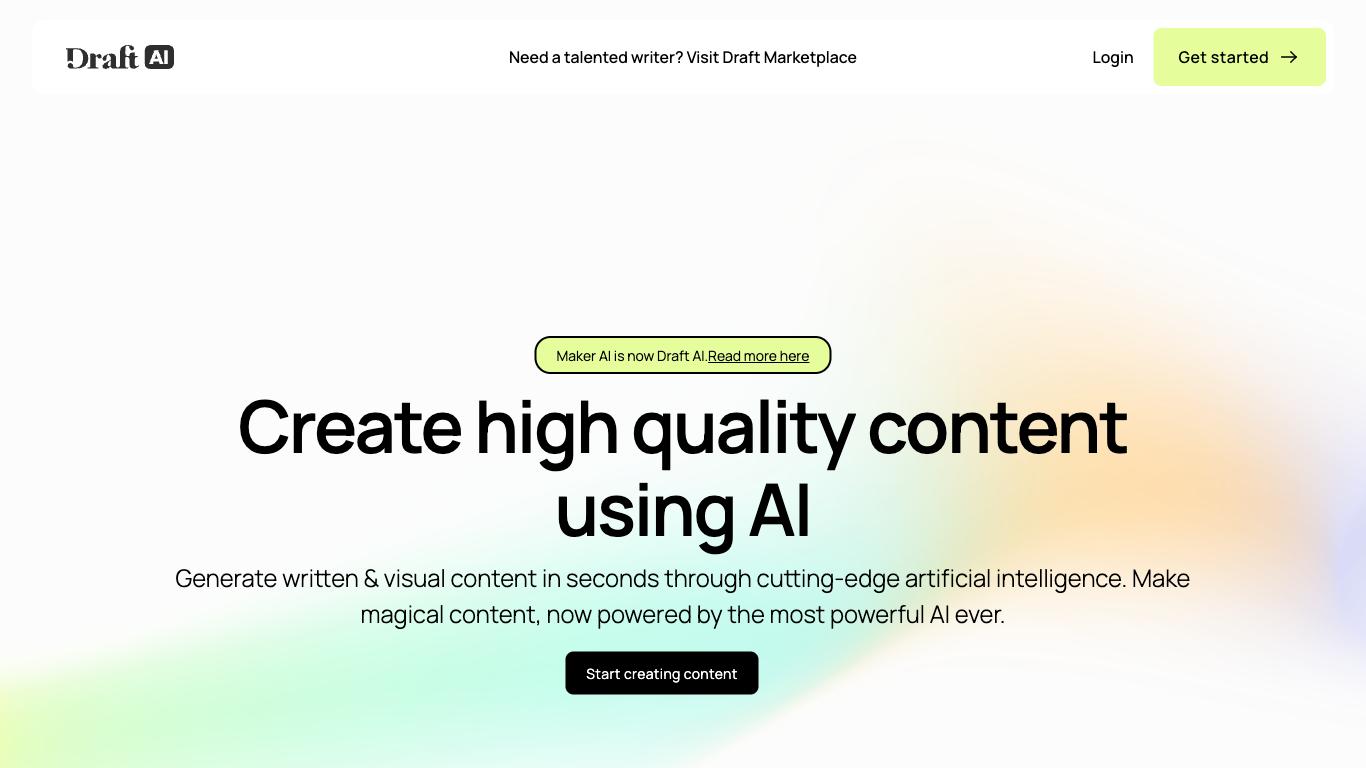 Draft AI
Need a talented writer? Visit Draft Marketplace
Login
Get started
Maker AI is now Draft AI.Read more here
Create high quality content
using AI
Generate written & visual content in seconds through cutting-edge artificial intelligence. Make
magical content, now powered by the most powerful AI ever.
Start creating content